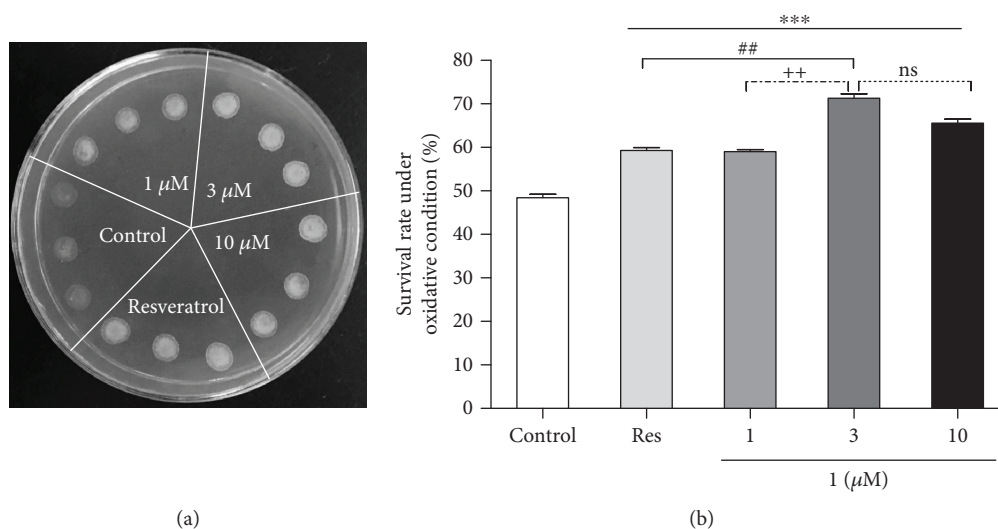 1 μM
3 μM
Control
10 μM
Resveratrol
(a)
Survival rate under
oxidative condition (%)
80
70
60
50
40
30
20
10
0
***
##
++
ns
Control
Res
1
3
10
1 (μM)
(b)